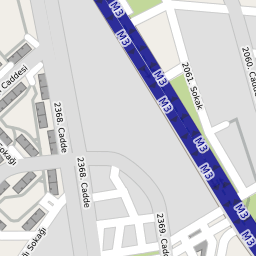 M3
M3
2060. Cadde
2061. Sokak
M3
M3
Caddesi
2368. Cadde
2368. Cadde
M3
M3
2369. Cadde
M3
M3
Sokağı
Sokağı